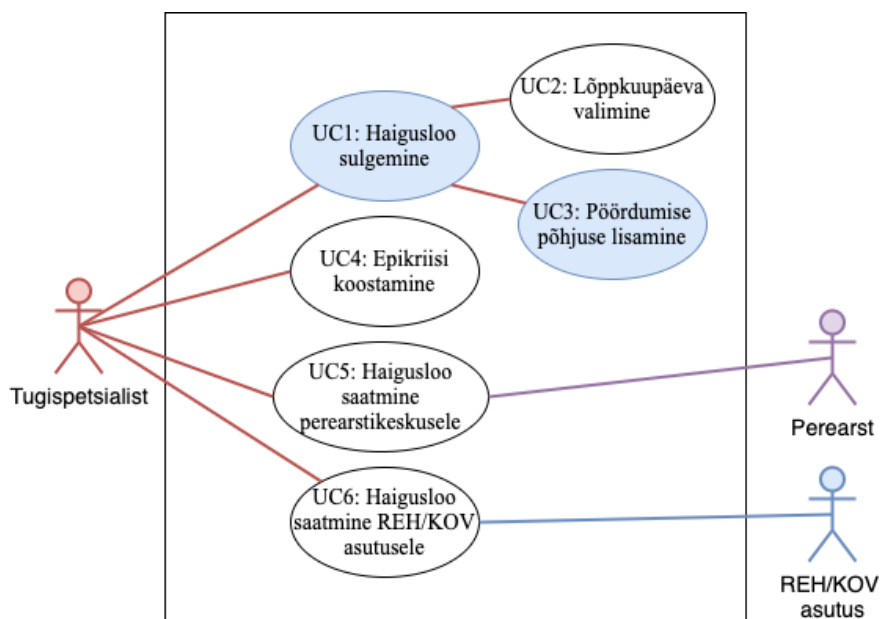 UC2: Lõppkuupäeva
valimine
UC1: Haigusloo
sulgemine
UC3: Pöördumise
põhjuse lisamine
UC4: Epikriisi
koostamine
UC5: Haigusloo
saatmine
perearstikeskusele
UC6: Haigusloo
saatmine REH/KOV
asutusele
Tugispetsialist
Perearst
REH/KOV
asutus